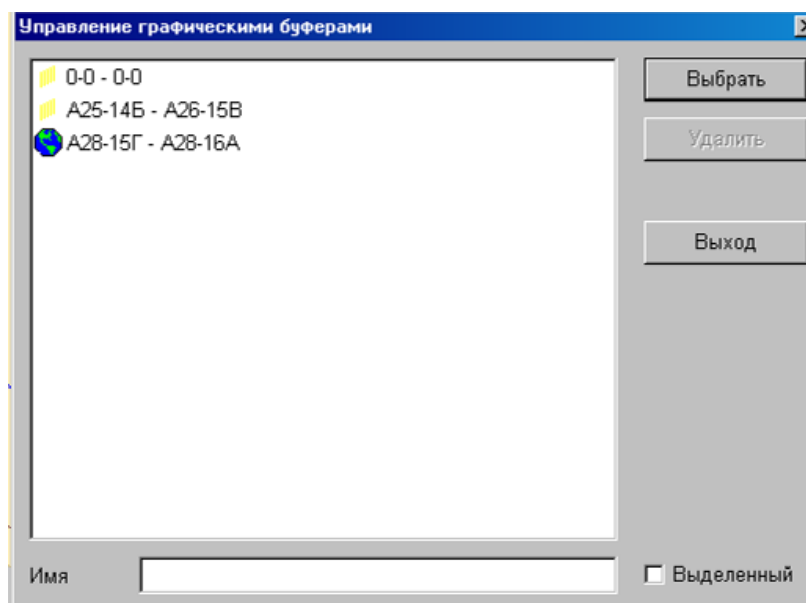 Управление графическими буферами
0-0 - 0-0
А25-14Б - А26-15В
А28-15Г - А28-16А
Выбрать
Удалить
Выход
Имя
Выделенный